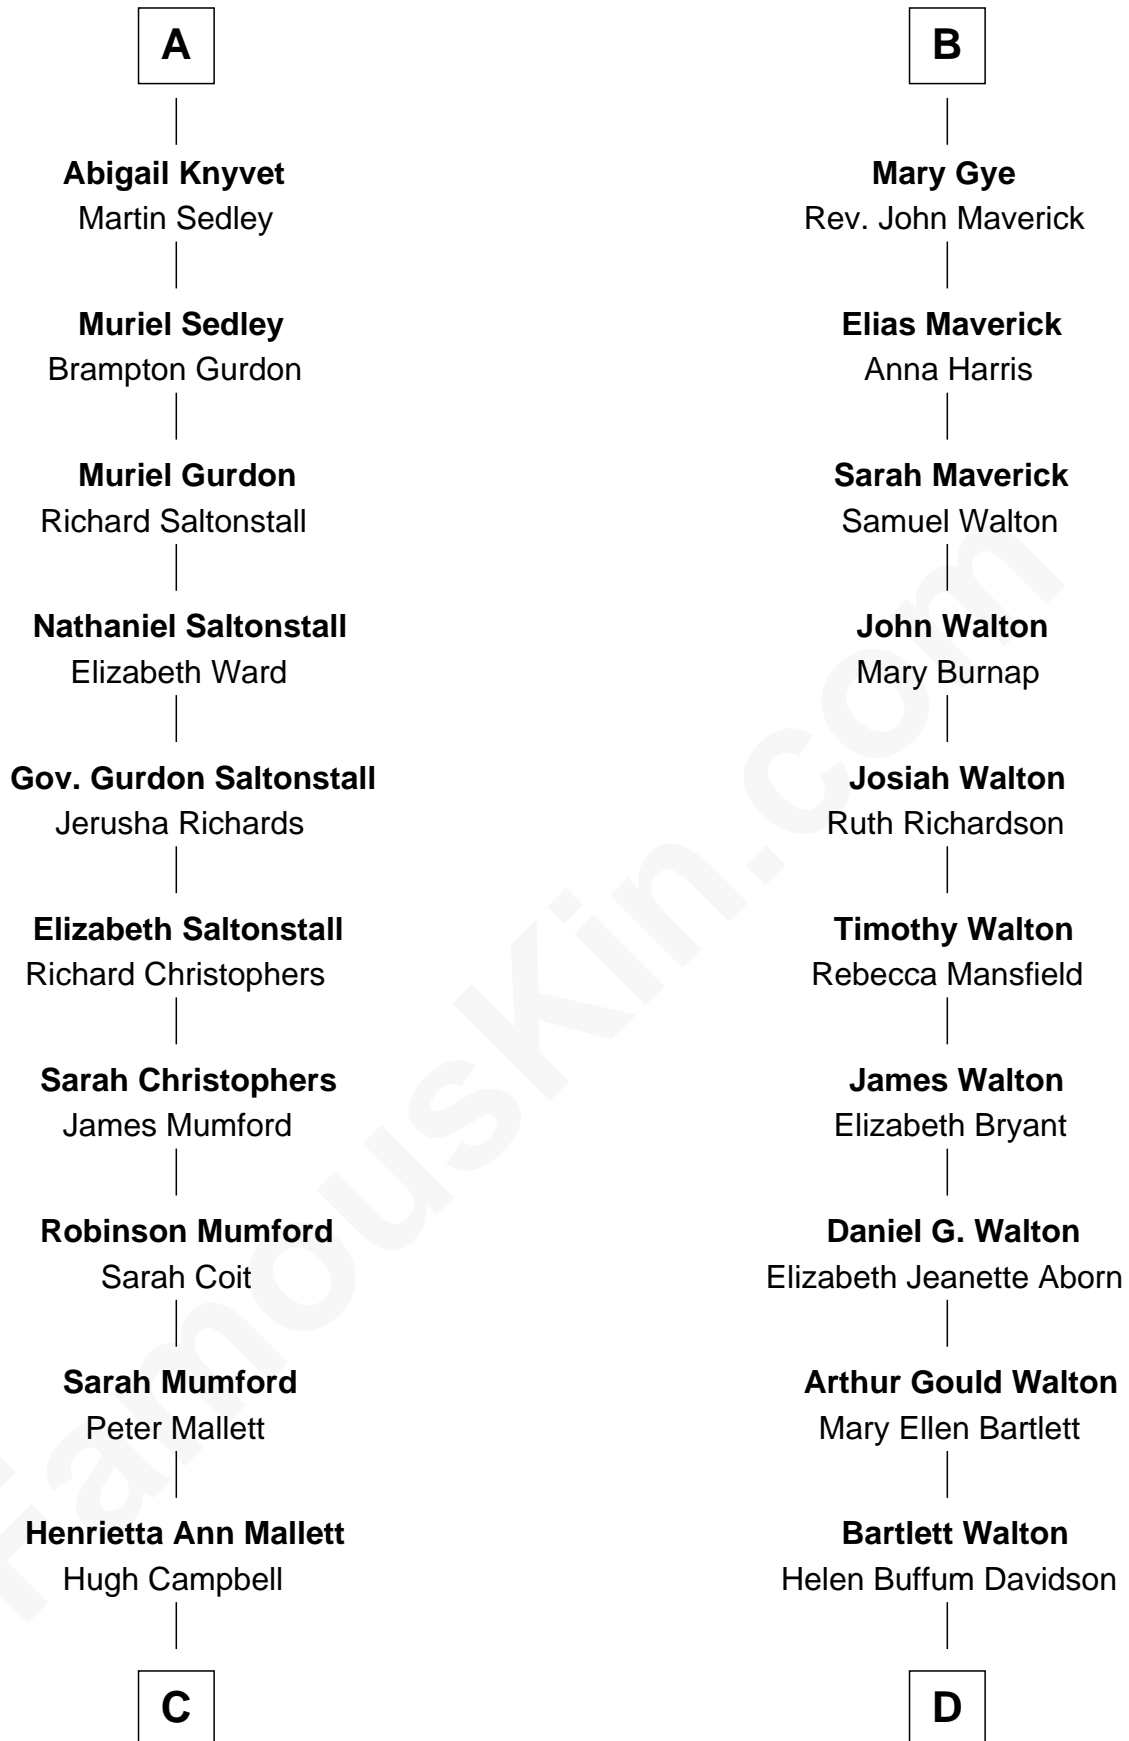 A
Abigail Knyvet
Martin Sedley
Muriel Sedley
Brampton Gurdon
Muriel Gurdon
Richard Saltonstall
Nathaniel Saltonstall
Elizabeth Ward
Gov. Gurdon Saltonstall
Jerusha Richards
Elizabeth Saltonstall
Richard Christophers
Sarah Christophers
James Mumford
Robinson Mumford
Sarah Coit
Sarah Mumford
Peter Mallett
Henrietta Ann Mallett
Hugh Campbell
C
B
Mary Gye
Rev. John Maverick
Elias Maverick
Anna Harris
Sarah Maverick
Samuel Walton
John Walton
Mary Burnap
Josiah Walton
Ruth Richardson
Timothy Walton
Rebecca Mansfield
James Walton
Elizabeth Bryant
Daniel G. Walton
Elizabeth Jeanette Aborn
Arthur Gould Walton
Mary Ellen Bartlett
Bartlett Walton
Helen Buffum Davidson
D
FamousKin.com